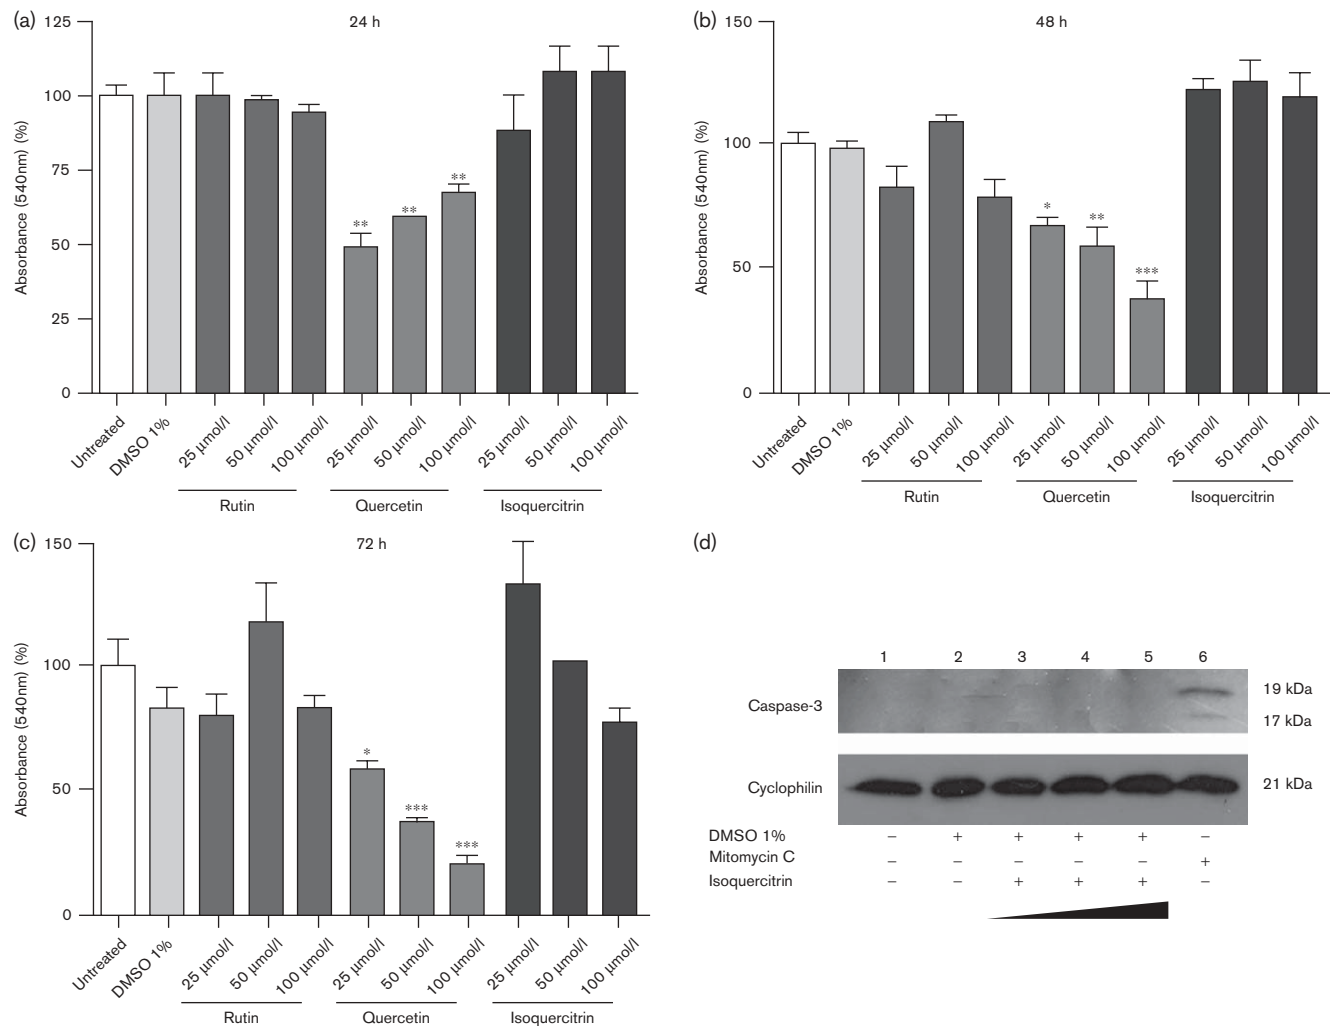 (a)
24 h
Absorbance (540nm) (%)
125
100
75
50
25
0
**
**
**
Untreated
DMSO 1%
25 µmol/l
50 µmol/l
100 µmol/l
25 µmol/l
50 µmol/l
100 µmol/l
25 µmol/l
50 µmol/l
100 µmol/l
Rutin
Quercetin
Isoquercitrin
(b)
48 h
Absorbance (540nm) (%)
150
100
50
0
*
**
***
Untreated
DMSO 1%
25 µmol/l
50 µmol/l
100 µmol/l
25 µmol/l
50 µmol/l
100 µmol/l
25 µmol/l
50 µmol/l
100 µmol/l
Rutin
Quercetin
Isoquercitrin
(c)
72 h
Absorbance (540nm) (%)
150
100
50
0
*
***
***
Untreated
DMSO 1%
25 µmol/l
50 µmol/l
100 µmol/l
25 µmol/l
50 µmol/l
100 µmol/l
25 µmol/l
50 µmol/l
100 µmol/l
Rutin
Quercetin
Isoquercitrin
(d)
1 2 3 4 5 6
Caspase-3
19 kDa
17 kDa
Cyclophilin
21 kDa
DMSO 1% – + + + + –
Mitomycin C – – – – – +
Isoquercitrin – – + + + –